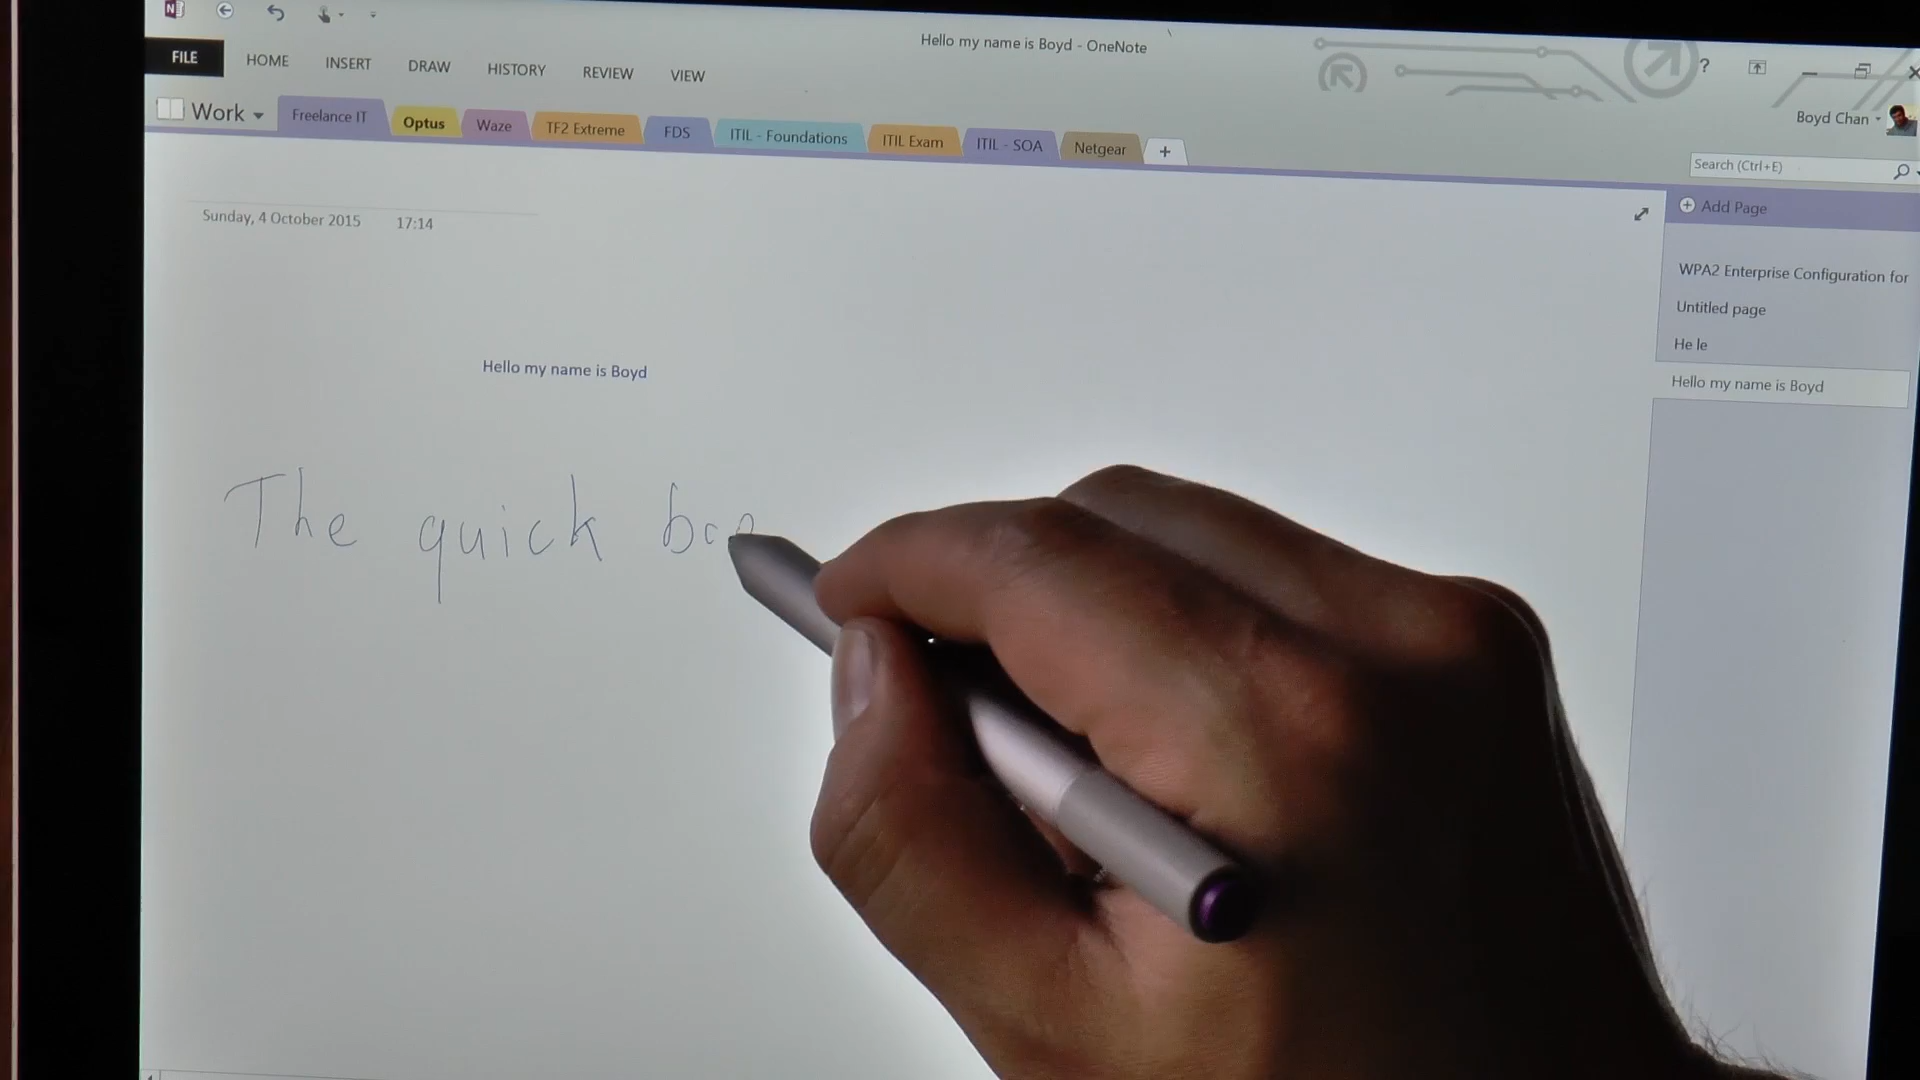 Hello my name is Boyd - OneNote
FILE HOME INSERT DRAW HISTORY REVIEW VIEW
?
Boyd Chan
Work Freelance IT Optus Waze TF2 Extreme FDS ITIL - Foundations ITIL Exam ITIL - SOA Netgear +
Search (Ctrl+E)
Add Page
Sunday, 4 October 2015 17:14
WPA2 Enterprise Configuration for
Untitled page
He le
Hello my name is Boyd
Hello my name is Boyd
The quick